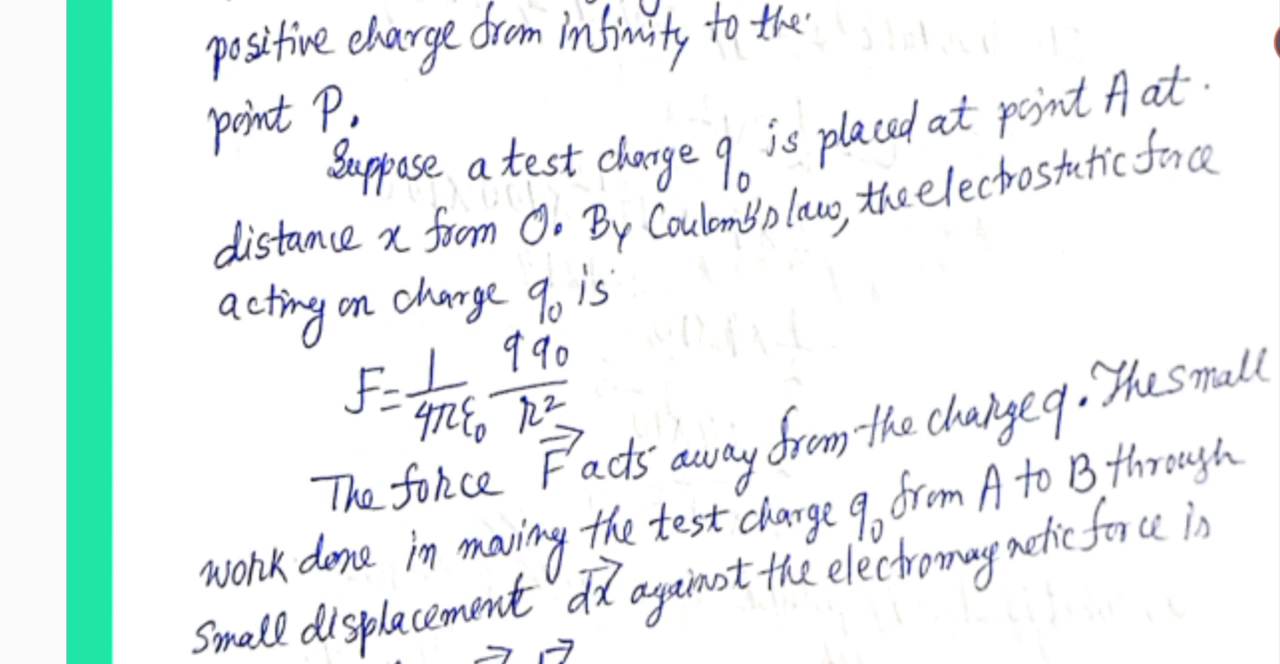 positive charge from infinity to the
point P.
Suppose a test charge q₀ is placed at point A at
distance x from O. By Coulomb's law, the electrostatic force
acting on charge q₀ is
F = 1/4πε₀ qq₀/r²
The force F⃗ acts away from the charge q. The small
work done in moving the test charge q₀ from A to B through
small displacement dx⃗ against the electromagnetic force is